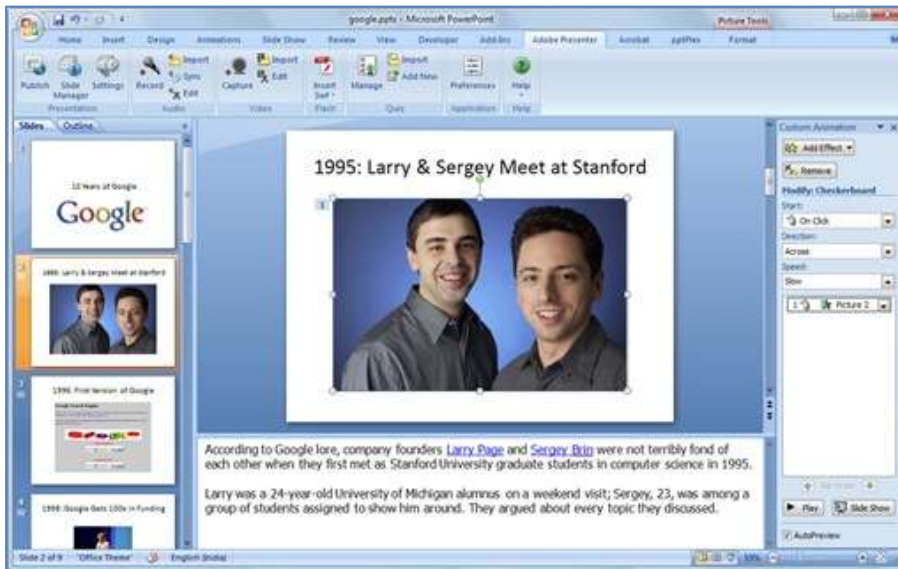 google.pptx - Microsoft PowerPoint
Picture Tools
Home Insert Design Animations Slide Show Review View Developer Add-Ins Adobe Presenter Acrobat pptPlex Format
Publish Slide Manager Settings
Record
Import
Sync
Edit
Capture
Import
Edit
Insert Swf
Manage
Import
Add New
Preferences
Help
Presentation Audio Video Flash Quiz Application Help
Slides Outline
1
10 Years of Google
Google
2
1995: Larry & Sergey Meet at Stanford
3
1996: First Version of Google
4
1998: Google Gets 100k in Funding
1995: Larry & Sergey Meet at Stanford
1
According to Google lore, company founders Larry Page and Sergey Brin were not terribly fond of
each other when they first met as Stanford University graduate students in computer science in 1995.
Larry was a 24-year-old University of Michigan alumnus on a weekend visit; Sergey, 23, was among a
group of students assigned to show him around. They argued about every topic they discussed.
Custom Animation
Add Effect
Remove
Modify: Checkerboard
Start:
On Click
Direction:
Across
Speed:
Slow
1 Picture 2
Play Slide Show
AutoPreview
Slide 2 of 9 "Office Theme" English (India)